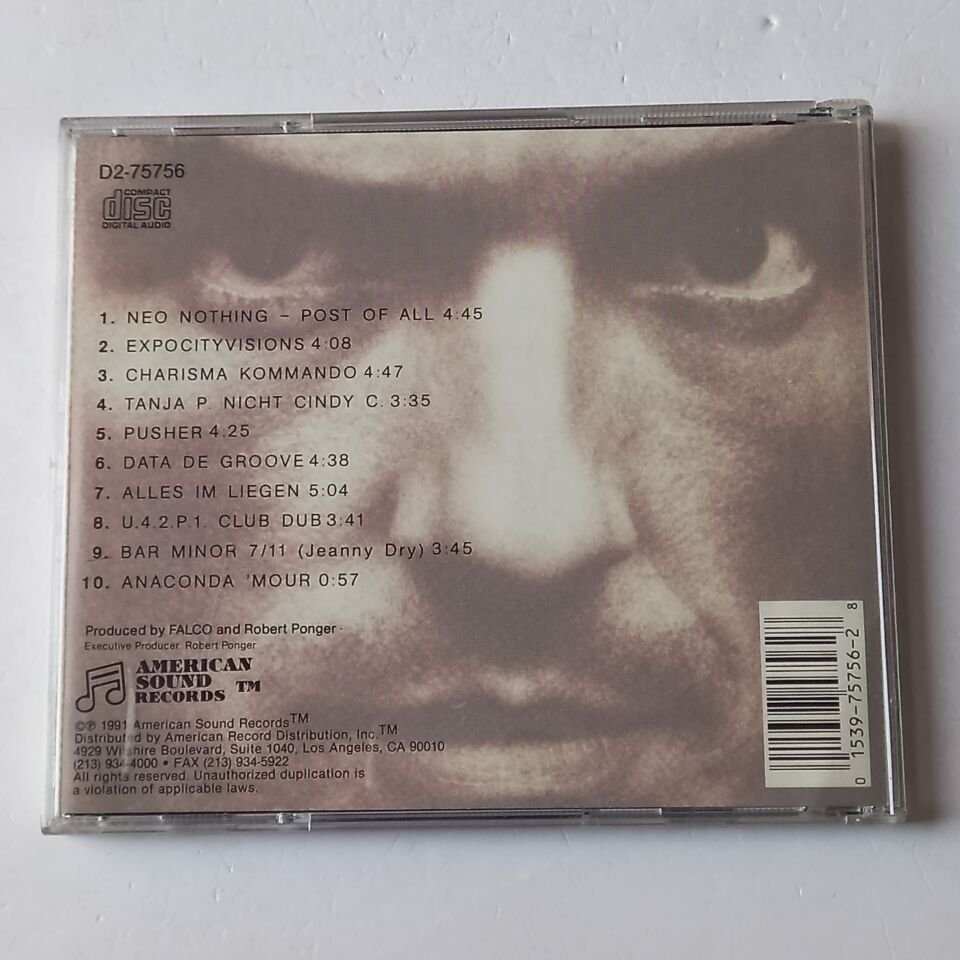 D2-75756
COMPACT
disc
DIGITAL AUDIO
1. NEO NOTHING – POST OF ALL 4:45
2. EXPOCITYVISIONS 4:08
3. CHARISMA KOMMANDO 4:47
4. TANJA P. NICHT CINDY C. 3:35
5. PUSHER 4:25
6. DATA DE GROOVE 4:38
7. ALLES IM LIEGEN 5:04
8. U.4.2.P.1. CLUB DUB 3:41
9. BAR MINOR 7/11 (Jeanny Dry) 3:45
10. ANACONDA 'MOUR 0:57
Produced by FALCO and Robert Ponger
Executive Producer: Robert Ponger
AMERICAN
SOUND
RECORDS TM
©℗ 1991 American Sound Records™
Distributed by American Record Distribution, Inc.™
4929 Wilshire Boulevard, Suite 1040, Los Angeles, CA 90010
(213) 934-4000 • FAX (213) 934-5922
All rights reserved. Unauthorized duplication is
a violation of applicable laws.
0 1539-75756-2 8